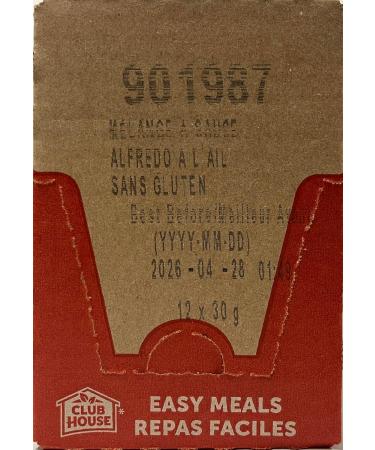 901987
MÉLANGE A SAUCE
ALFREDO A L'AIL
SANS GLUTEN
Best Before/Meilleur Avant
(YYYY-MM-DD)
2026-04-28 01:49
12 x 30 g
CLUB
HOUSE
*
EASY MEALS
REPAS FACILES